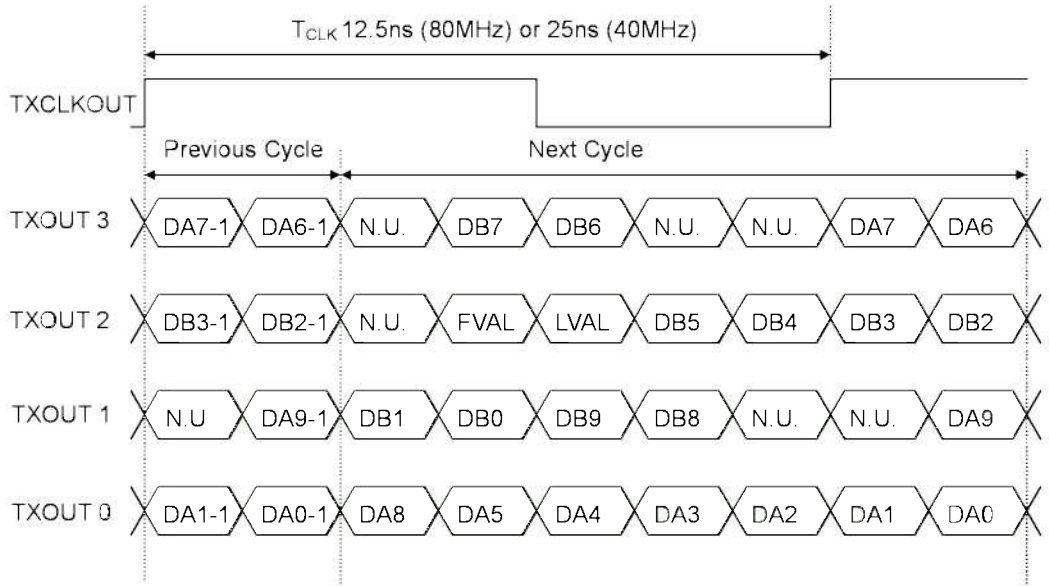 T_CLK 12.5ns (80MHz) or 25ns (40MHz)
TXCLKOUT
Previous Cycle Next Cycle
TXOUT 3 DA7-1 DA6-1 N.U. DB7 DB6 N.U. N.U. DA7 DA6
TXOUT 2 DB3-1 DB2-1 N.U. FVAL LVAL DB5 DB4 DB3 DB2
TXOUT 1 N.U DA9-1 DB1 DB0 DB9 DB8 N.U. N.U. DA9
TXOUT 0 DA1-1 DA0-1 DA8 DA5 DA4 DA3 DA2 DA1 DA0